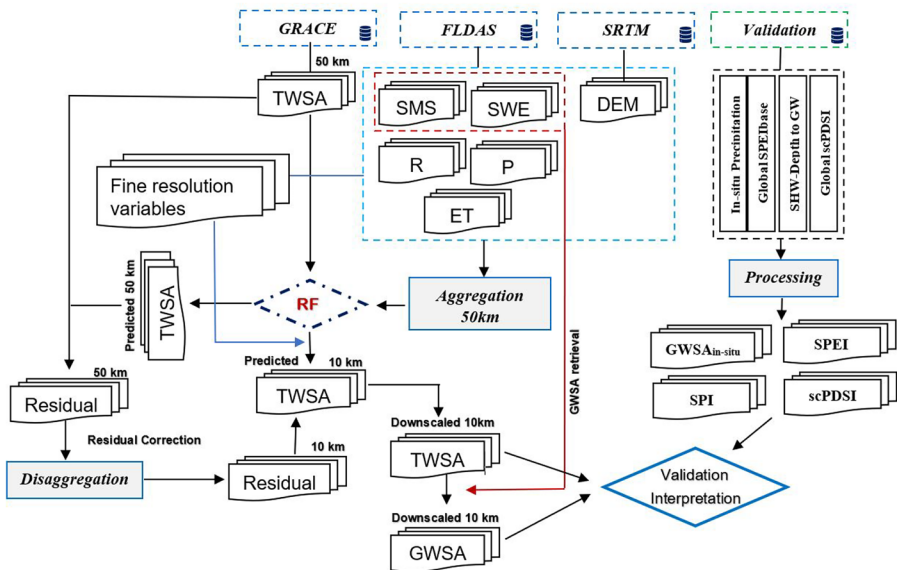 GRACE
FLDAS
SRTM
Validation
50 km
TWSA
SMS
SWE
DEM
R
P
ET
Fine resolution
variables
In-situ Precipitation
Global SPEIbase
SHW-Depth to GW
Global scPDSI
Processing
Predicted 50 km
TWSA
RF
Aggregation
50km
GWSA retrieval
GWSAin-situ
SPEI
SPI
scPDSI
50 km
Residual
Predicted
10 km
TWSA
Residual Correction
10 km
Residual
Disaggregation
Downscaled 10km
TWSA
Downscaled 10 km
GWSA
Validation
Interpretation